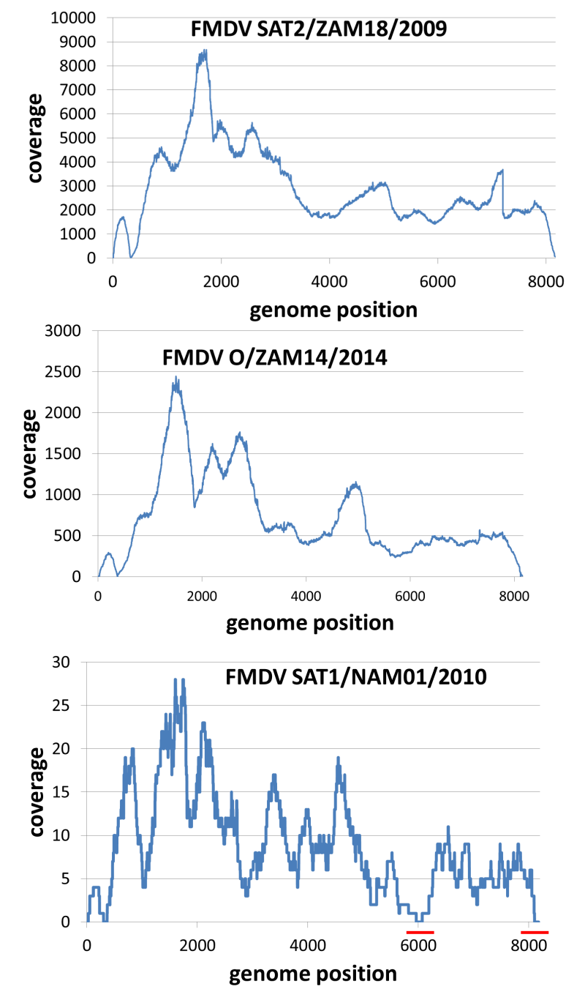 FMDV SAT2/ZAM18/2009
coverage
10000
9000
8000
7000
6000
5000
4000
3000
2000
1000
0
0 2000 4000 6000 8000
genome position
FMDV O/ZAM14/2014
coverage
3000
2500
2000
1500
1000
500
0
0 2000 4000 6000 8000
genome position
FMDV SAT1/NAM01/2010
coverage
30
25
20
15
10
5
0
0 2000 4000 6000 8000
genome position